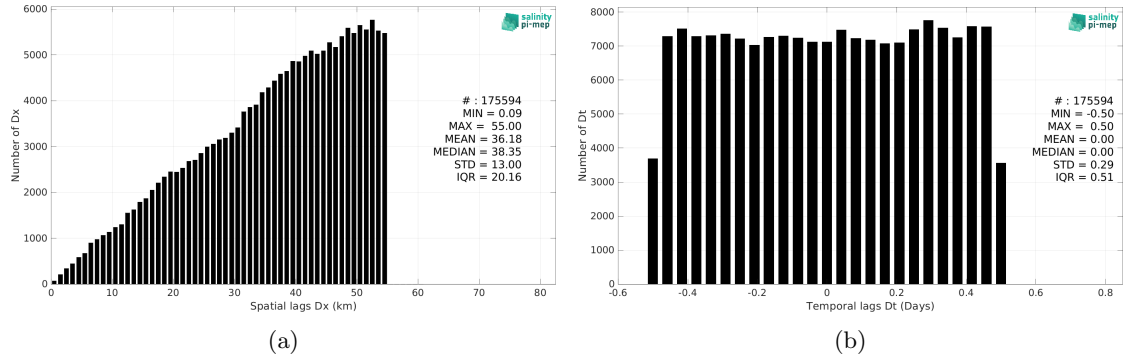 6000
5000
4000
3000
2000
1000
0
Number of Dx
0 10 20 30 40 50 60 70 80
Spatial lags Dx (km)
salinity
pi-mep
# : 175594
MIN = 0.09
MAX = 55.00
MEAN = 36.18
MEDIAN = 38.35
STD = 13.00
IQR = 20.16
(a)
8000
7000
6000
5000
4000
3000
2000
1000
0
Number of Dt
-0.6 -0.4 -0.2 0 0.2 0.4 0.6 0.8
Temporal lags Dt (Days)
salinity
pi-mep
# : 175594
MIN = -0.50
MAX = 0.50
MEAN = 0.00
MEDIAN = 0.00
STD = 0.29
IQR = 0.51
(b)